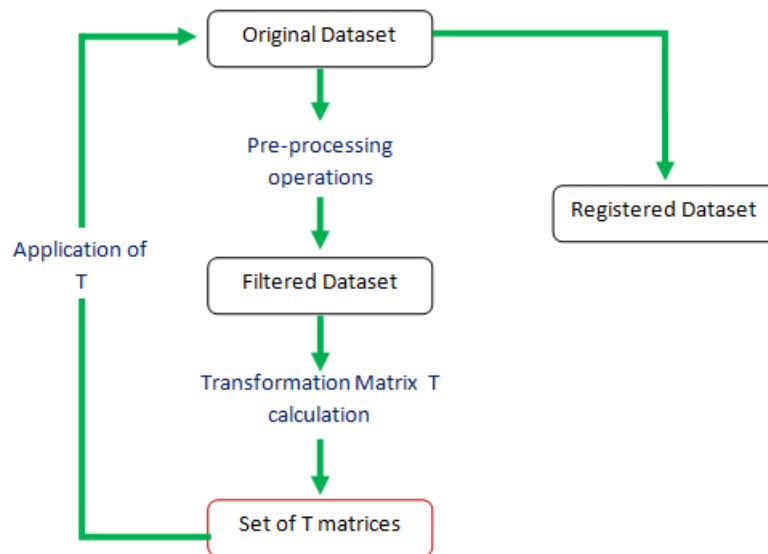 Original Dataset
Pre-processing
operations
Registered Dataset
Application of
T
Filtered Dataset
Transformation Matrix T
calculation
Set of T matrices